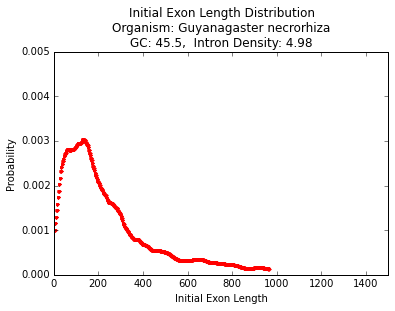 Initial Exon Length Distribution
Organism: Guyanagaster necrorhiza
GC: 45.5,  Intron Density: 4.98
0.005
0.004
0.003
0.002
0.001
0.000
Probability
0
200
400
600
800
1000
1200
1400
Initial Exon Length